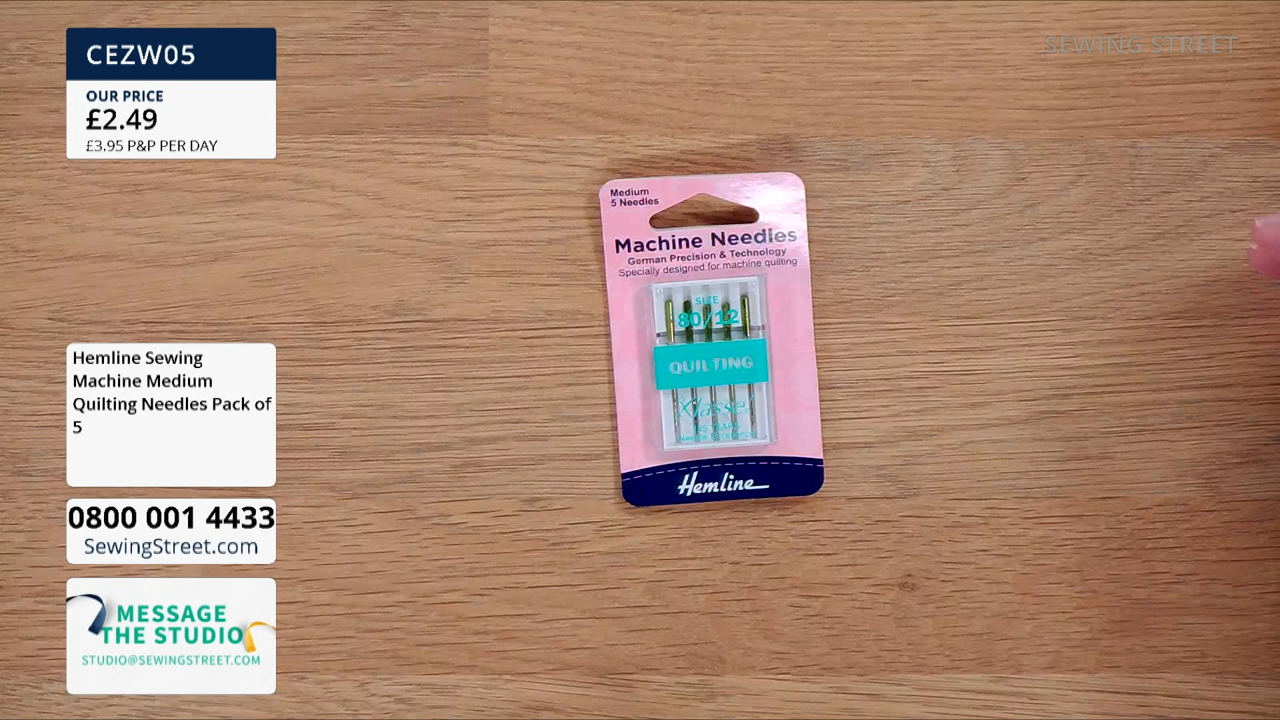 CEZW05
OUR PRICE
£2.49
£3.95 P&P PER DAY
SEWING STREET
Medium
5 Needles
Machine Needles
German Precision & Technology
Specially designed for machine quilting
SIZE
80/12
QUILTING
Klassé
Hemline
Hemline Sewing
Machine Medium
Quilting Needles Pack of
5
0800 001 4433
SewingStreet.com
MESSAGE
THE STUDIO
STUDIO@SEWINGSTREET.COM